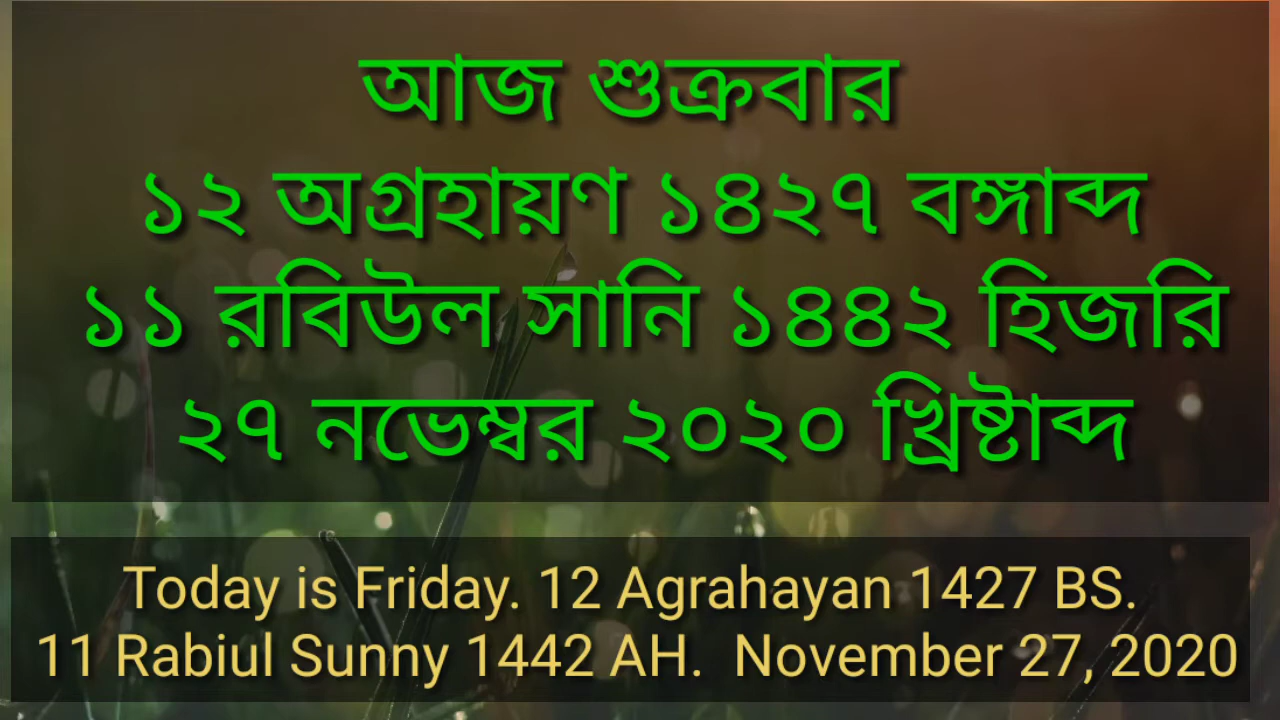 আজ শুক্রবার
১২ অগ্রহায়ণ ১৪২৭ বঙ্গাব্দ
১১ রবিউল সানি ১৪৪২ হিজরি
২৭ নভেম্বর ২০২০ খ্রিষ্টাব্দ
Today is Friday. 12 Agrahayan 1427 BS.
11 Rabiul Sunny 1442 AH. November 27, 2020